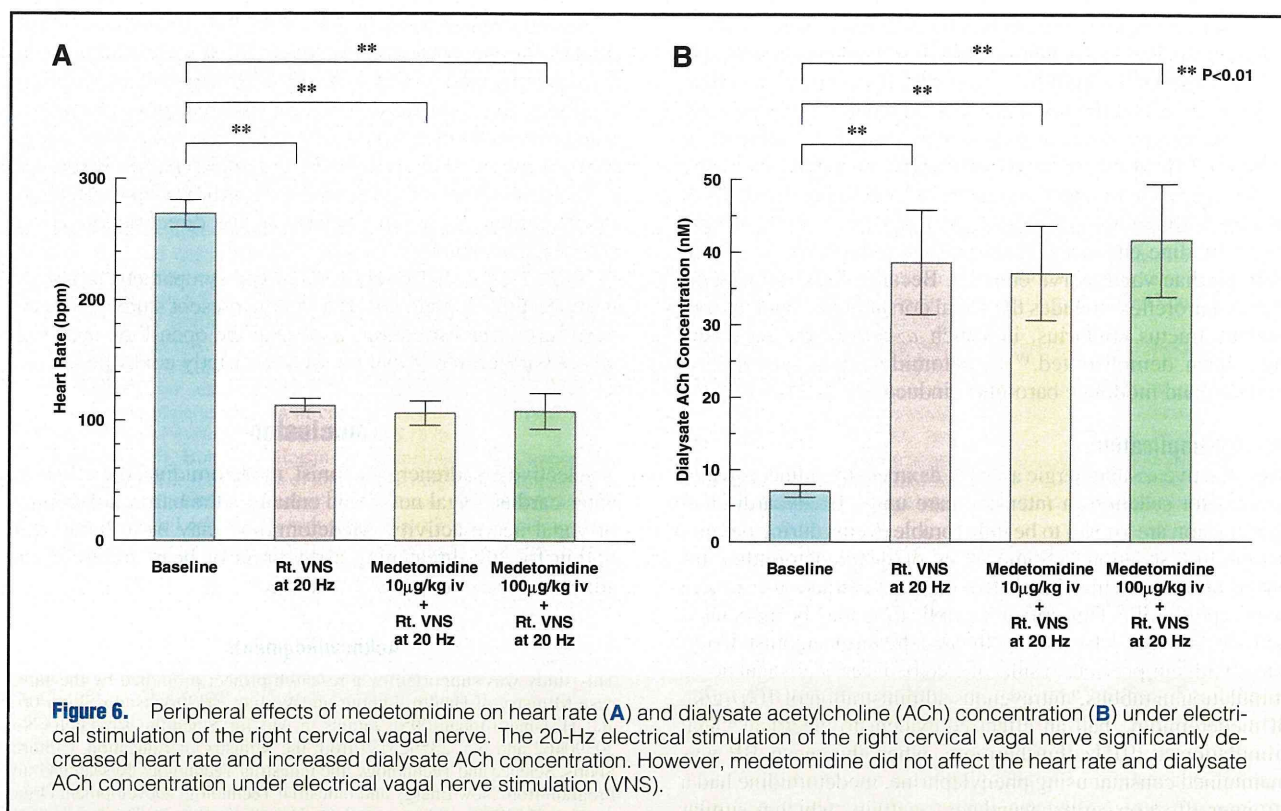 A
**
**
**
300
200
100
0
Heart Rate (bpm)
Baseline
Rt. VNS
at 20 Hz
Medetomidine
10μg/kg iv
+
Rt. VNS
at 20 Hz
Medetomidine
100μg/kg iv
+
Rt. VNS
at 20 Hz
B
**
** P<0.01
**
**
50
40
30
20
10
0
Dialysate ACh Concentration (nM)
Baseline
Rt. VNS
at 20 Hz
Medetomidine
10μg/kg iv
+
Rt. VNS
at 20 Hz
Medetomidine
100μg/kg iv
+
Rt. VNS
at 20 Hz
Figure 6. Peripheral effects of medetomidine on heart rate (A) and dialysate acetylcholine (ACh) concentration (B) under electri-
cal stimulation of the right cervical vagal nerve. The 20-Hz electrical stimulation of the right cervical vagal nerve significantly de-
creased heart rate and increased dialysate ACh concentration. However, medetomidine did not affect the heart rate and dialysate
ACh concentration under electrical vagal nerve stimulation (VNS).